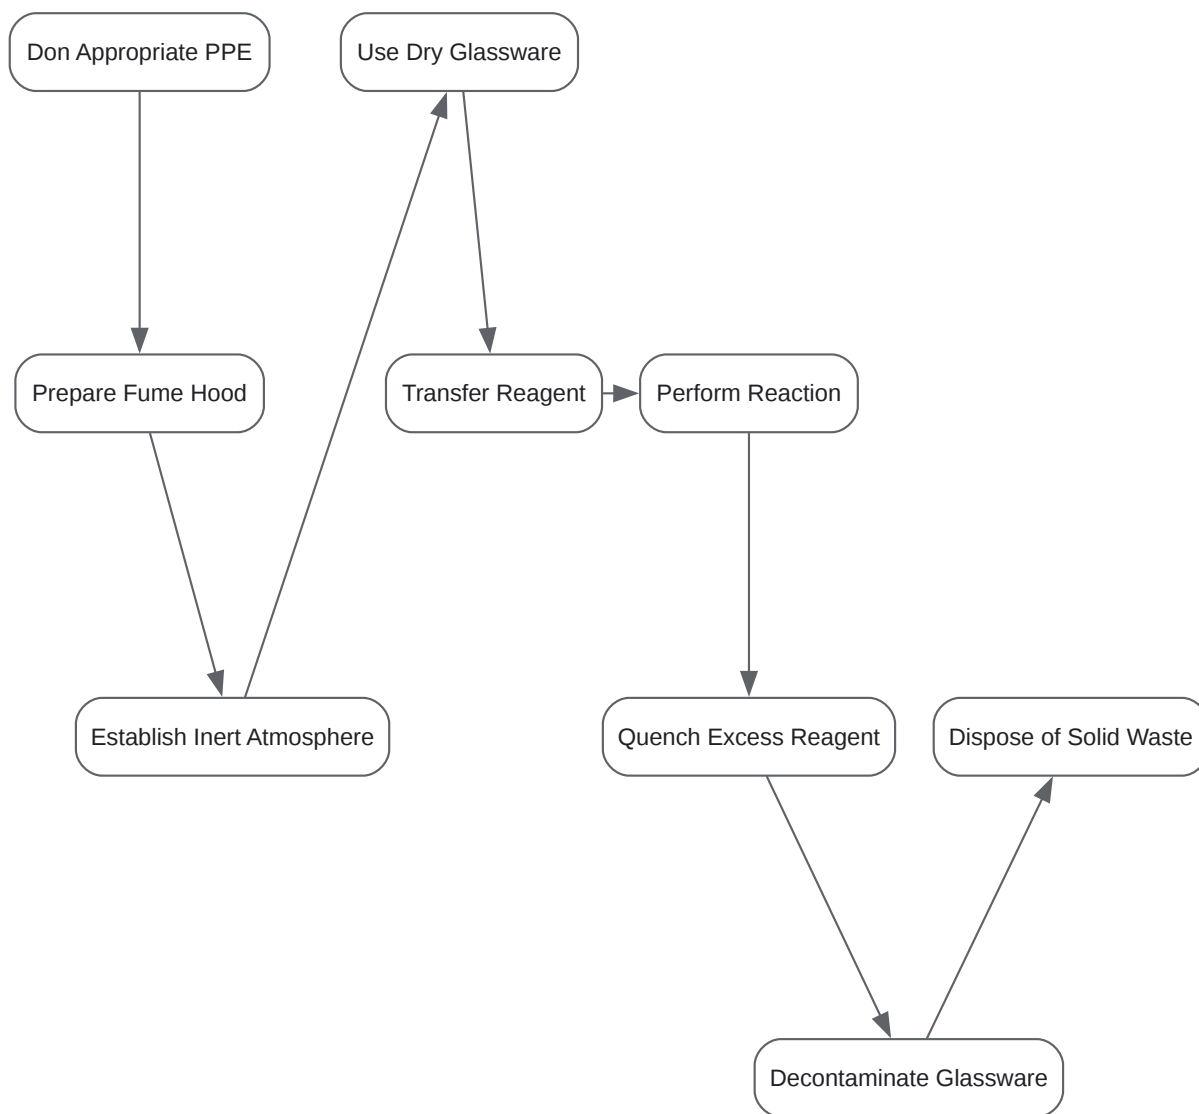 Don Appropriate PPE
Use Dry Glassware
Prepare Fume Hood
Transfer Reagent
Perform Reaction
Establish Inert Atmosphere
Quench Excess Reagent
Dispose of Solid Waste
Decontaminate Glassware